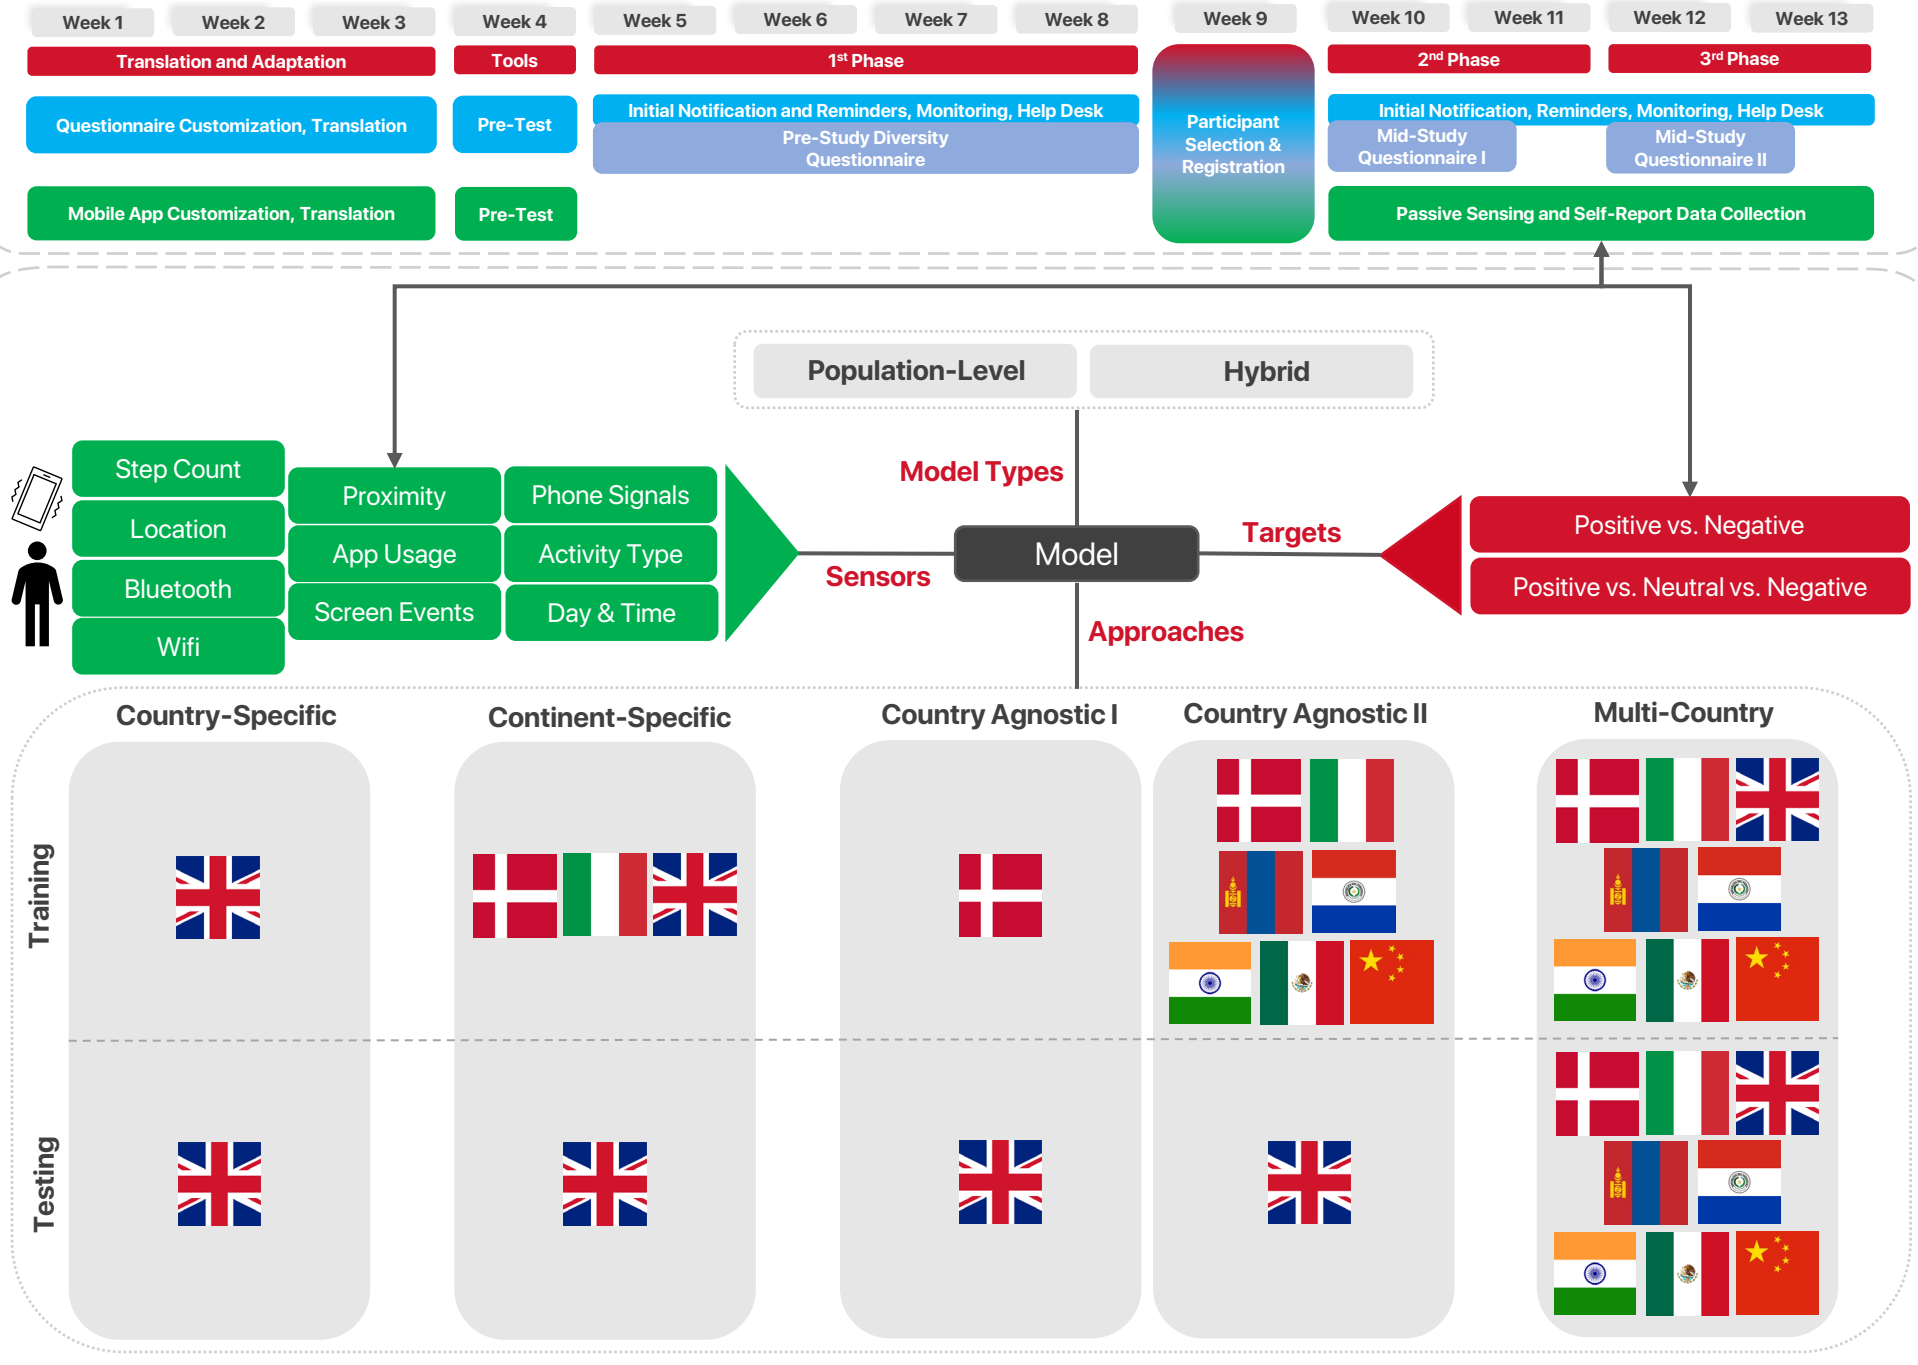 Week 1
Week 2
Week 3
Week 4
Week 5
Week 6
Week 7
Week 8
Week 9
Week 10
Week 11
Week 12
Week 13
Translation and Adaptation
Tools
1st Phase
2nd Phase
3rd Phase
Questionnaire Customization, Translation
Pre-Test
Initial Notification and Reminders, Monitoring, Help Desk
Pre-Study Diversity
Questionnaire
Participant
Selection &
Registration
Initial Notification, Reminders, Monitoring, Help Desk
Mid-Study
Questionnaire I
Mid-Study
Questionnaire II
Mobile App Customization, Translation
Pre-Test
Passive Sensing and Self-Report Data Collection
Population-Level
Hybrid
Model Types
Step Count
Location
Bluetooth
Wifi
Proximity
App Usage
Screen Events
Phone Signals
Activity Type
Day & Time
Sensors
Model
Targets
Positive vs. Negative
Positive vs. Neutral vs. Negative
Approaches
Country-Specific
Continent-Specific
Country Agnostic I
Country Agnostic II
Multi-Country
Training
Testing